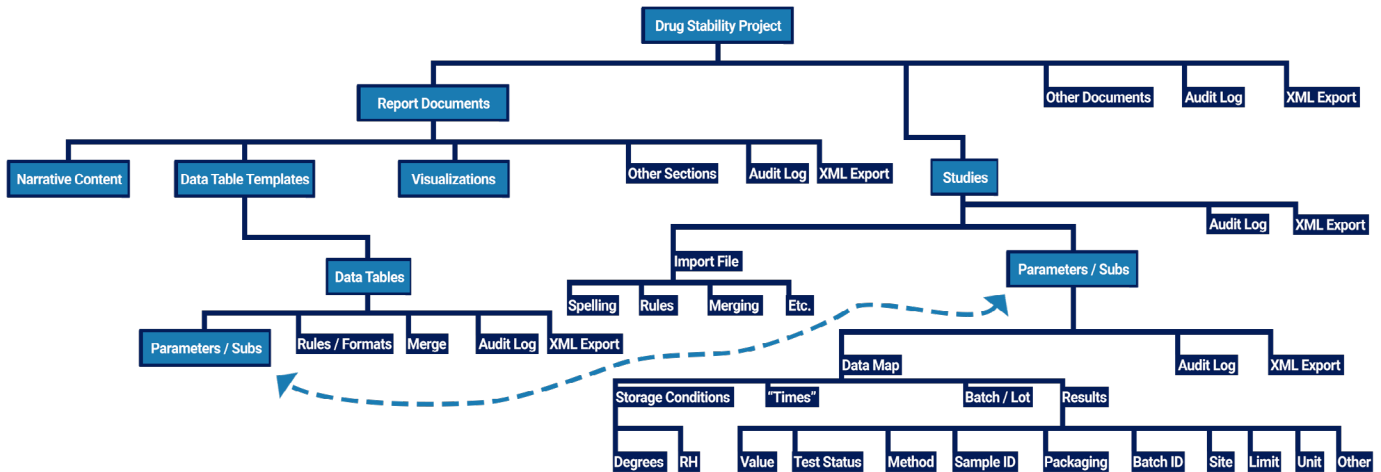 Drug Stability Project
Report Documents
Other Documents
Audit Log
XML Export
Narrative Content
Data Table Templates
Visualizations
Other Sections
Audit Log
XML Export
Studies
Audit Log
XML Export
Data Tables
Import File
Parameters / Subs
Spelling
Rules
Merging
Etc.
Parameters / Subs
Rules / Formats
Merge
Audit Log
XML Export
Data Map
Audit Log
XML Export
Storage Conditions
“Times”
Batch / Lot
Results
Degrees
RH
Value
Test Status
Method
Sample ID
Packaging
Batch ID
Site
Limit
Unit
Other